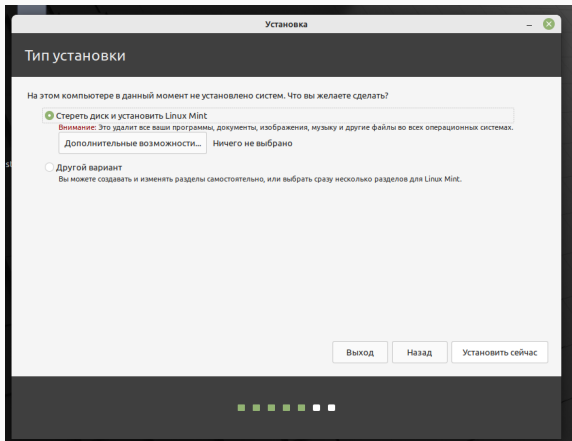 Установка
Тип установки
На этом компьютере в данный момент не установлено систем. Что вы желаете сделать?
Стереть диск и установить Linux Mint
Внимание: Это удалит все ваши программы, документы, изображения, музыку и другие файлы во всех операционных системах.
Дополнительные возможности... Ничего не выбрано
Другой вариант
Вы можете создавать и изменять разделы самостоятельно, или выбрать сразу несколько разделов для Linux Mint.
Выход Назад Установить сейчас